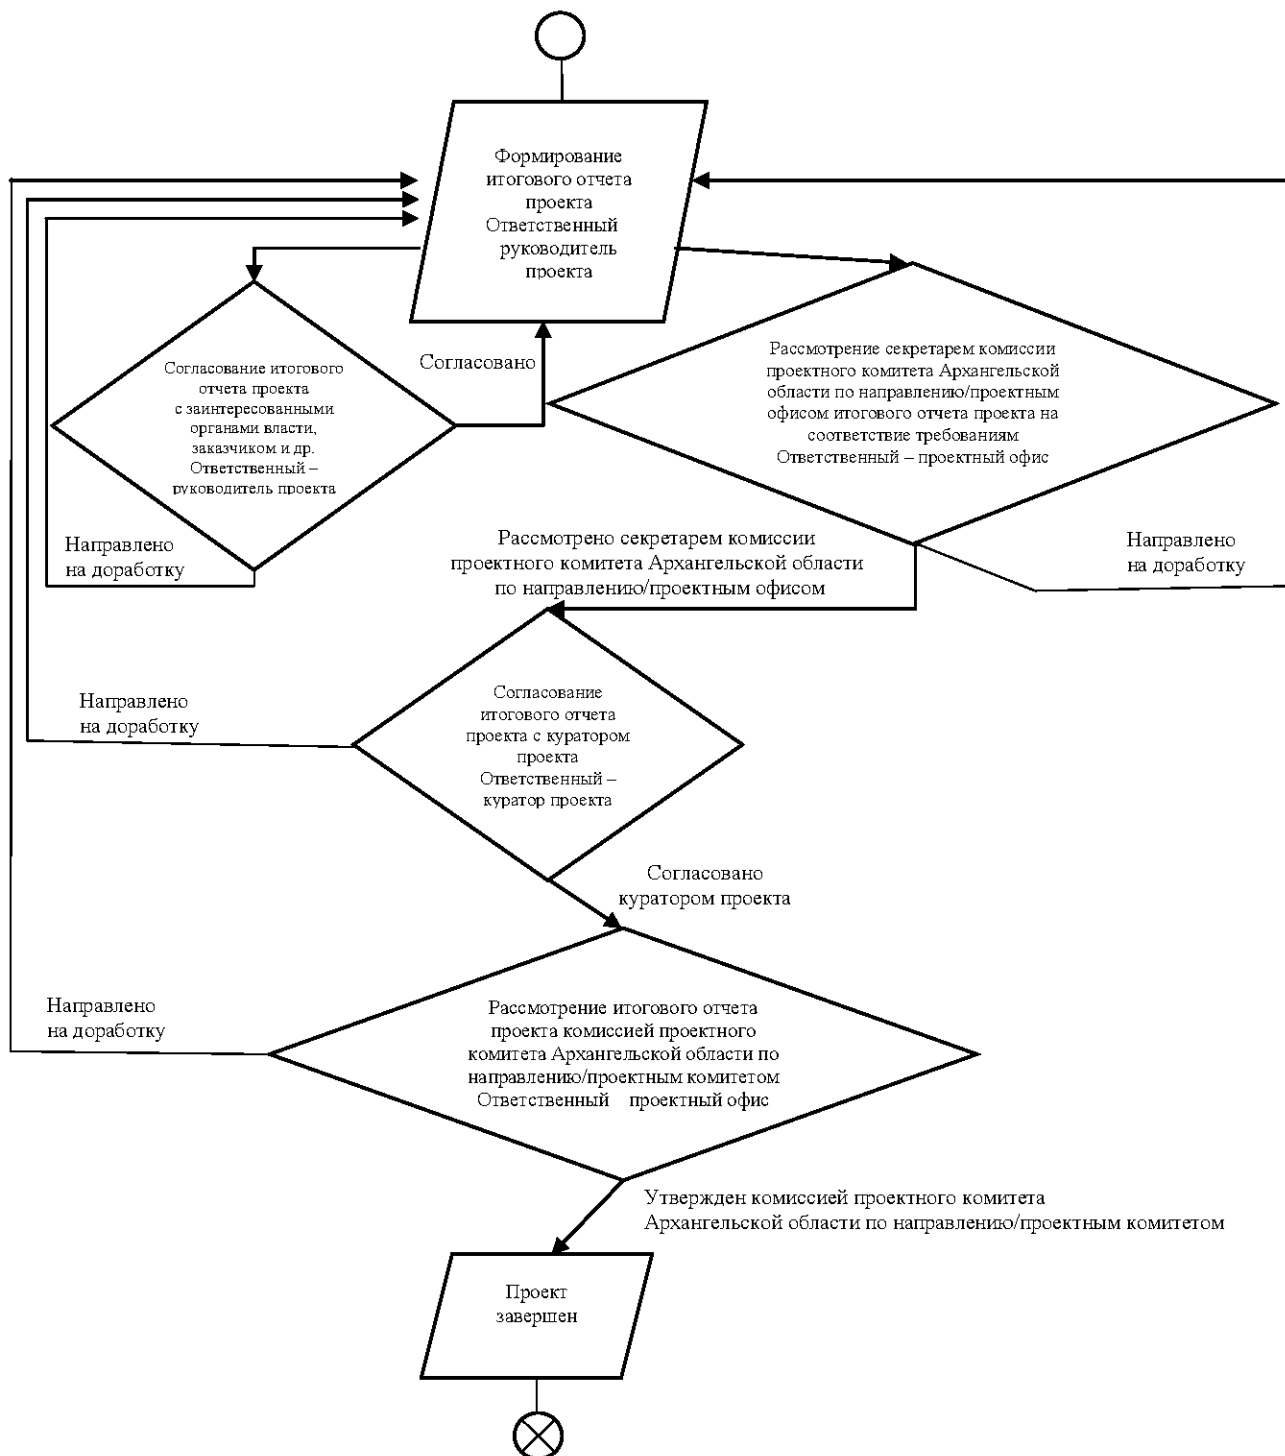 Формирование
итогового отчета
проекта
Ответственный
руководитель
проекта
Согласовано
Согласование итогового
отчета проекта
с заинтересованными
органами власти,
заказчиком и др.
Ответственный –
руководитель проекта
Рассмотрение секретарем комиссии
проектного комитета Архангельской
области по направлению/проектным
офисом итогового отчета проекта на
соответствие требованиям
Ответственный – проектный офис
Направлено
на доработку
Рассмотрено секретарем комиссии
проектного комитета Архангельской области
по направлению/проектным офисом
Направлено
на доработку
Согласование
итогового отчета
проекта с куратором
проекта
Ответственный –
куратор проекта
Направлено
на доработку
Согласовано
куратором проекта
Направлено
на доработку
Рассмотрение итогового отчета
проекта комиссией проектного
комитета Архангельской области по
направлению/проектным комитетом
Ответственный проектный офис
Утвержден комиссией проектного комитета
Архангельской области по направлению/проектным комитетом
Проект
завершен